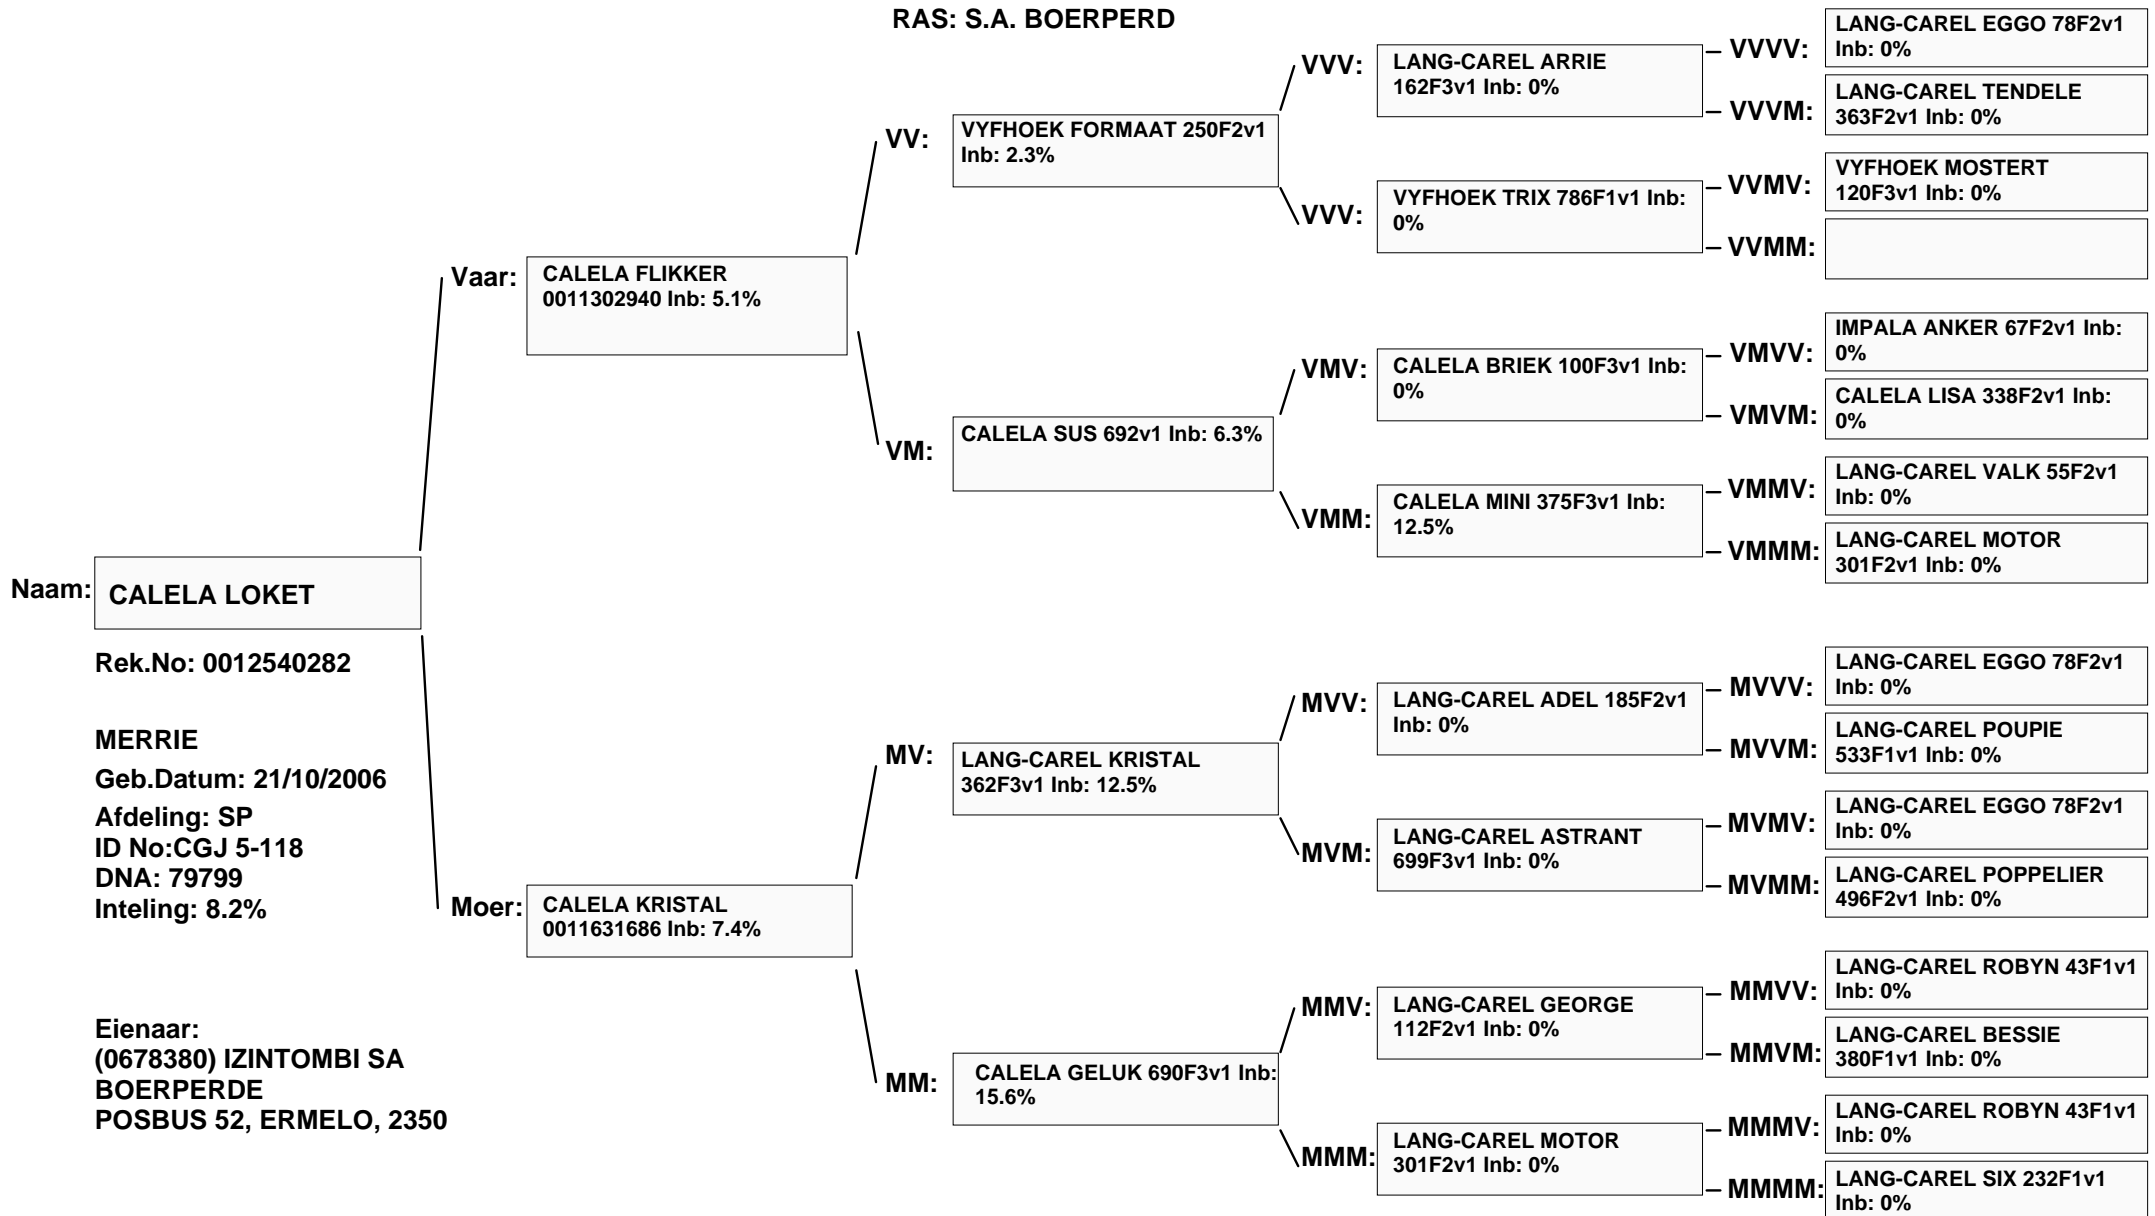 RAS: S.A. BOERPERD
Naam:
CALELA LOKET
Rek.No: 0012540282
MERRIE
Geb.Datum: 21/10/2006
Afdeling: SP
ID No:CGJ 5-118
DNA: 79799
Inteling: 8.2%
Eienaar:
(0678380) IZINTOMBI SA
BOERPERDE
POSBUS 52, ERMELO, 2350
Vaar:
CALELA FLIKKER
0011302940 Inb: 5.1%
Moer:
CALELA KRISTAL
0011631686 Inb: 7.4%
VV:
VYFHOEK FORMAAT 250F2v1
Inb: 2.3%
VM:
CALELA SUS 692v1 Inb: 6.3%
MV:
LANG-CAREL KRISTAL
362F3v1 Inb: 12.5%
MM:
CALELA GELUK 690F3v1 Inb:
15.6%
VVV:
LANG-CAREL ARRIE
162F3v1 Inb: 0%
VVV:
VYFHOEK TRIX 786F1v1 Inb:
0%
VMV:
CALELA BRIEK 100F3v1 Inb:
0%
VMM:
CALELA MINI 375F3v1 Inb:
12.5%
MVV:
LANG-CAREL ADEL 185F2v1
Inb: 0%
MVM:
LANG-CAREL ASTRANT
699F3v1 Inb: 0%
MMV:
LANG-CAREL GEORGE
112F2v1 Inb: 0%
MMM:
LANG-CAREL MOTOR
301F2v1 Inb: 0%
VVVV:
LANG-CAREL EGGO 78F2v1
Inb: 0%
VVVM:
LANG-CAREL TENDELE
363F2v1 Inb: 0%
VVMV:
VYFHOEK MOSTERT
120F3v1 Inb: 0%
VVMM:
VMVV:
IMPALA ANKER 67F2v1 Inb:
0%
VMVM:
CALELA LISA 338F2v1 Inb:
0%
VMMV:
LANG-CAREL VALK 55F2v1
Inb: 0%
VMMM:
LANG-CAREL MOTOR
301F2v1 Inb: 0%
MVVV:
LANG-CAREL EGGO 78F2v1
Inb: 0%
MVVM:
LANG-CAREL POUPIE
533F1v1 Inb: 0%
MVMV:
LANG-CAREL EGGO 78F2v1
Inb: 0%
MVMM:
LANG-CAREL POPPELIER
496F2v1 Inb: 0%
MMVV:
LANG-CAREL ROBYN 43F1v1
Inb: 0%
MMVM:
LANG-CAREL BESSIE
380F1v1 Inb: 0%
MMMV:
LANG-CAREL ROBYN 43F1v1
Inb: 0%
MMMM:
LANG-CAREL SIX 232F1v1
Inb: 0%